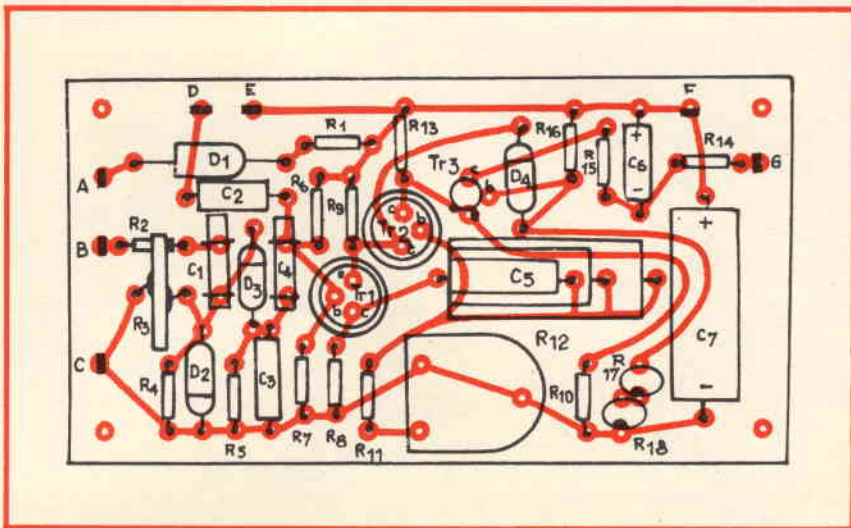 D E F
R1 R13 R16 R14
A D1 Tr3 c b D4 R15 + C6 - G
C2 R6 R9
B R2 C1 D3 C4 c b Tr2 +
R3 Tr1 b c C5 C7
C R12
D2 R17
R4 R5 C3 R7 R8 R11 R10 R18 -